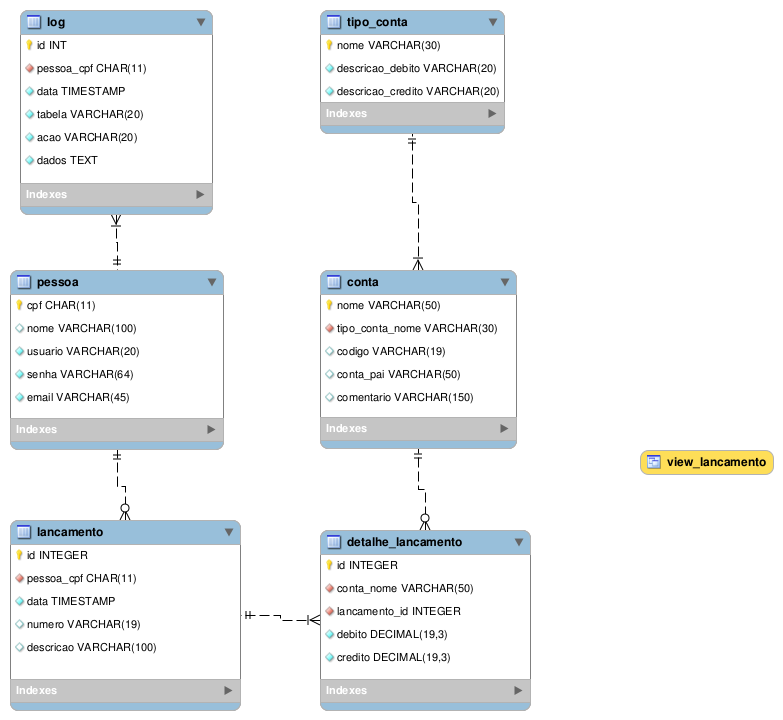 log
id INT
pessoa_cpf CHAR(11)
data TIMESTAMP
tabela VARCHAR(20)
acao VARCHAR(20)
dados TEXT
Indexes
tipo_conta
nome VARCHAR(30)
descricao_debito VARCHAR(20)
descricao_credito VARCHAR(20)
Indexes
pessoa
cpf CHAR(11)
nome VARCHAR(100)
usuario VARCHAR(20)
senha VARCHAR(64)
email VARCHAR(45)
Indexes
conta
nome VARCHAR(50)
tipo_conta_nome VARCHAR(30)
codigo VARCHAR(19)
conta_pai VARCHAR(50)
comentario VARCHAR(150)
Indexes
view_lancamento
lancamento
id INTEGER
pessoa_cpf CHAR(11)
data TIMESTAMP
numero VARCHAR(19)
descricao VARCHAR(100)
Indexes
detalhe_lancamento
id INTEGER
conta_nome VARCHAR(50)
lancamento_id INTEGER
debito DECIMAL(19,3)
credito DECIMAL(19,3)
Indexes